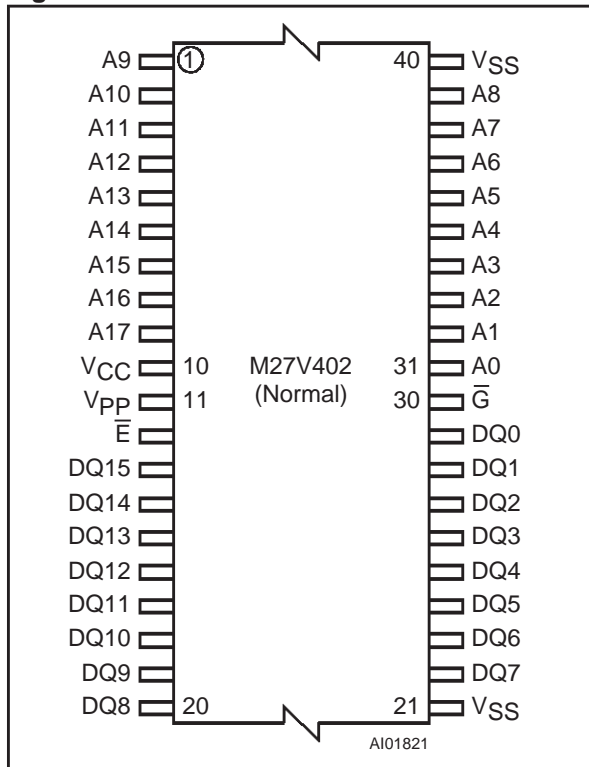 A9 1 40 VSS
A10 A8
A11 A7
A12 A6
A13 A5
A14 A4
A15 A3
A16 A2
A17 A1
VCC 10 M27V402 31 A0
VPP 11 (Normal) 30 G̅
E̅ DQ0
DQ15 DQ1
DQ14 DQ2
DQ13 DQ3
DQ12 DQ4
DQ11 DQ5
DQ10 DQ6
DQ9 DQ7
DQ8 20 21 VSS
AI01821